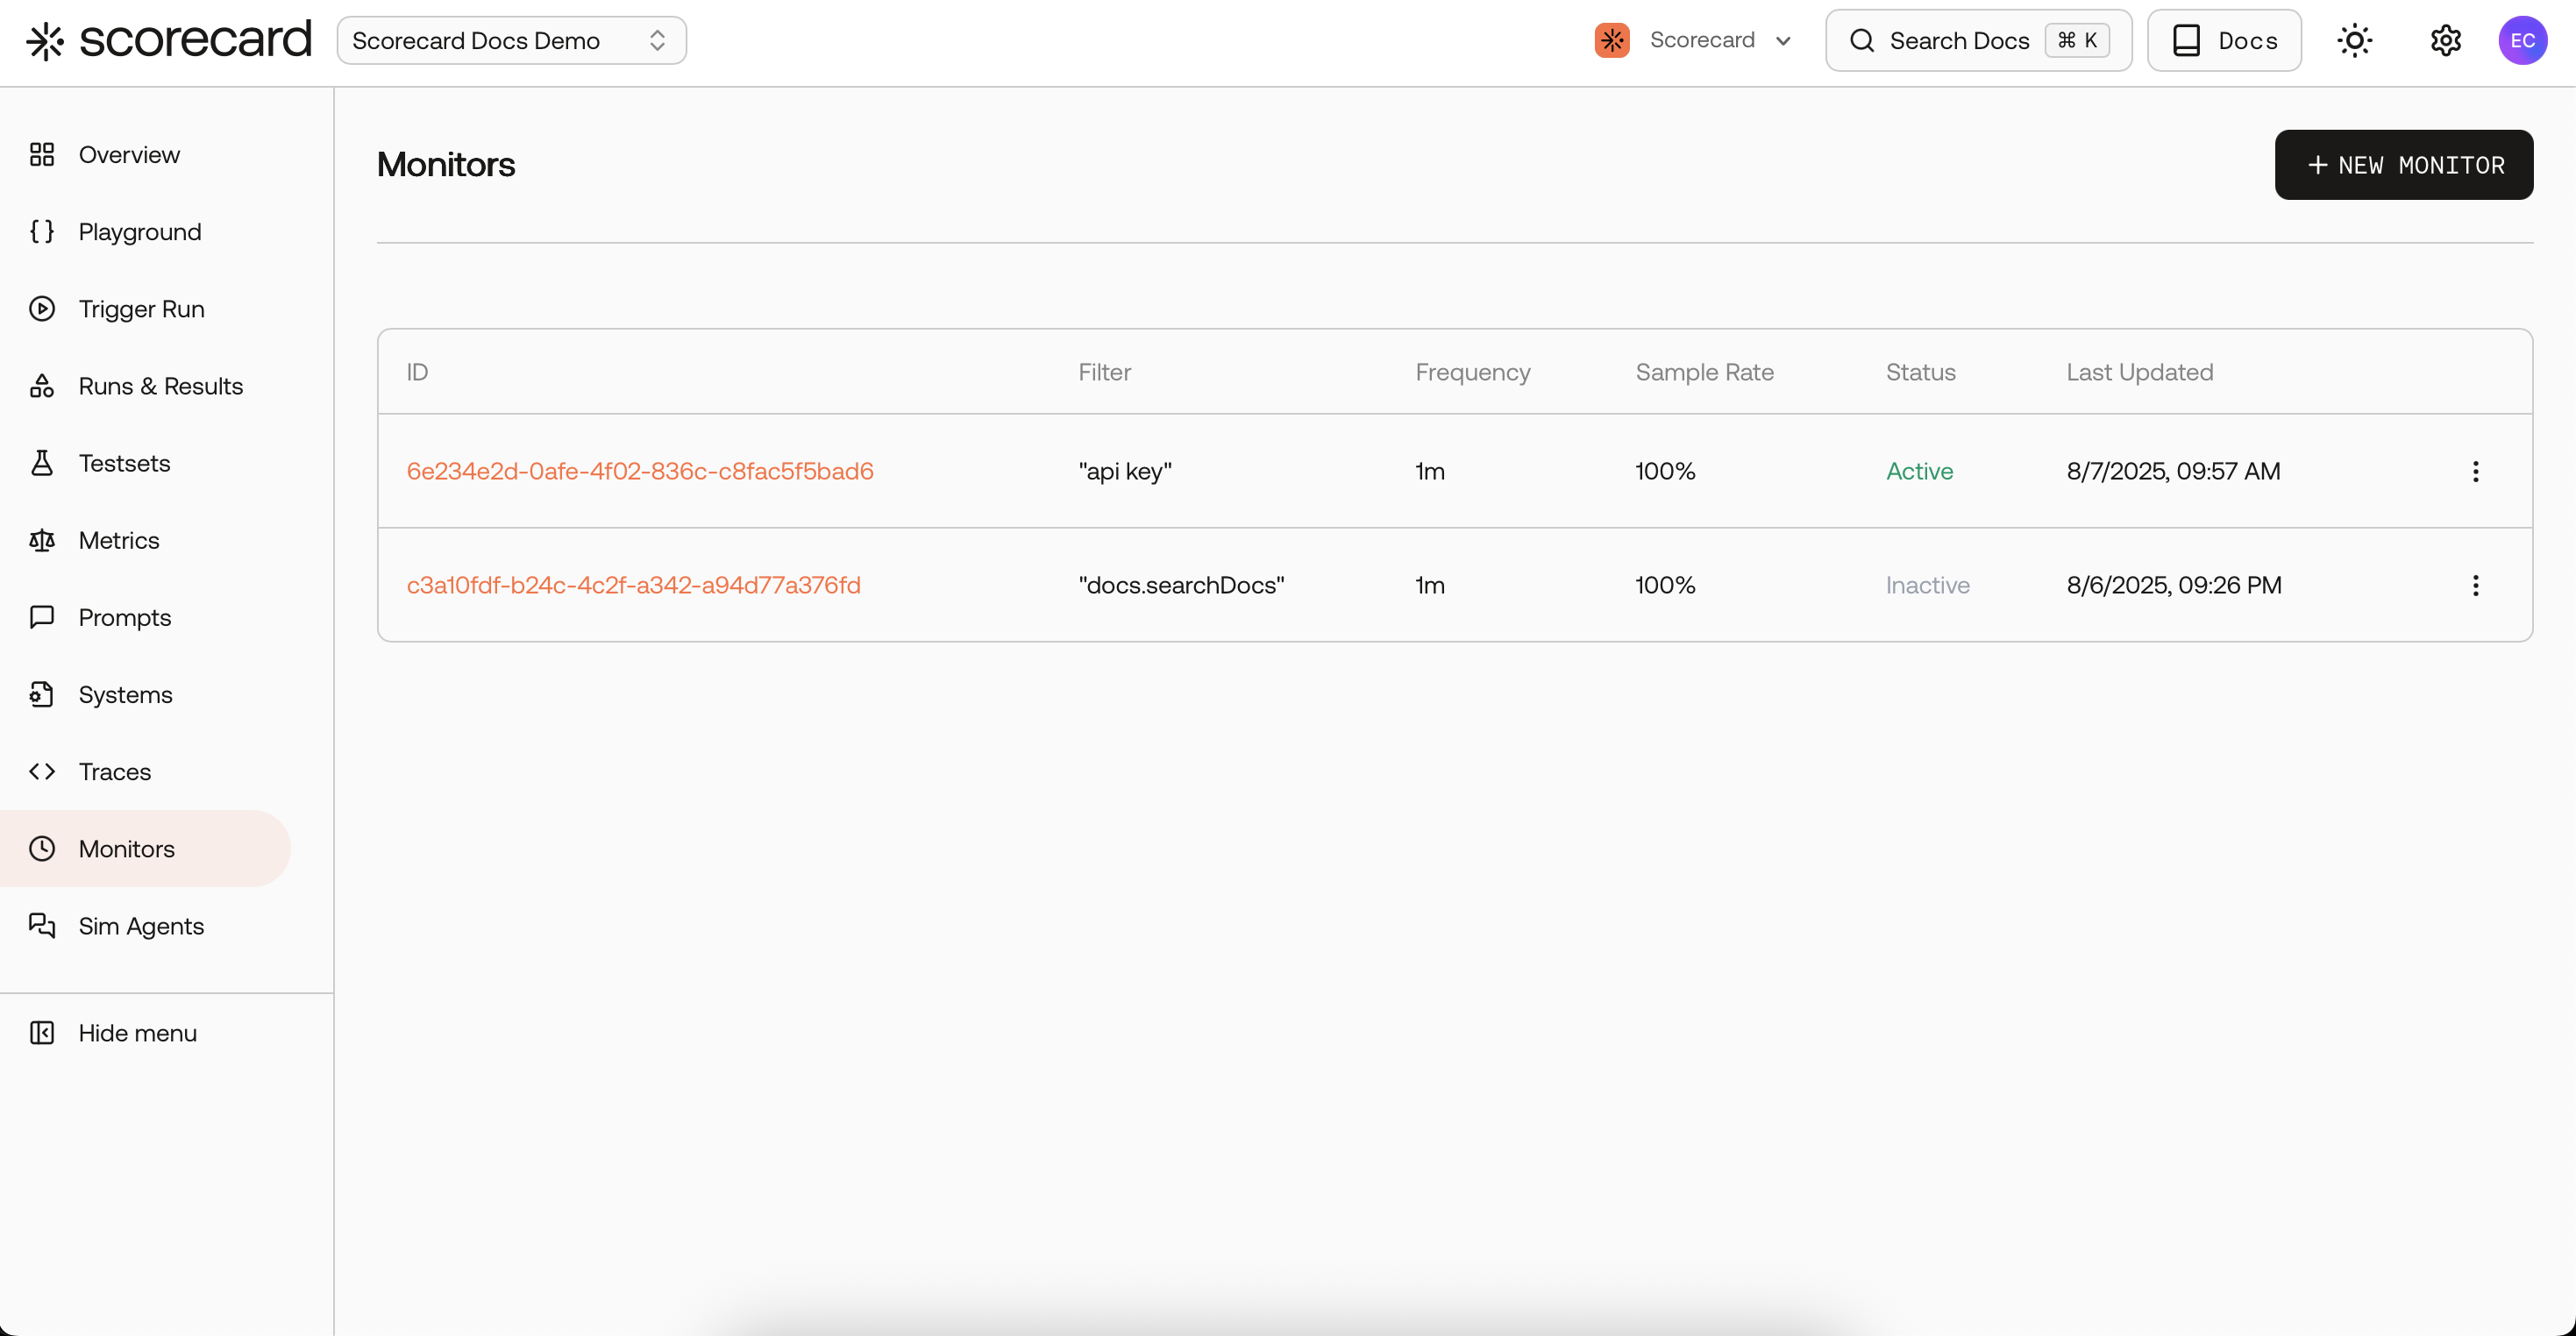 scorecard
Scorecard Docs Demo
Scorecard
Search Docs
⌘ K
Docs
EC
Overview
Playground
Trigger Run
Runs & Results
Testsets
Metrics
Prompts
Systems
Traces
Monitors
Sim Agents
Hide menu
Monitors
+ NEW MONITOR
ID Filter Frequency Sample Rate Status Last Updated
6e234e2d-0afe-4f02-836c-c8fac5f5bad6 "api key" 1m 100% Active 8/7/2025, 09:57 AM
c3a10fdf-b24c-4c2f-a342-a94d77a376fd "docs.searchDocs" 1m 100% Inactive 8/6/2025, 09:26 PM